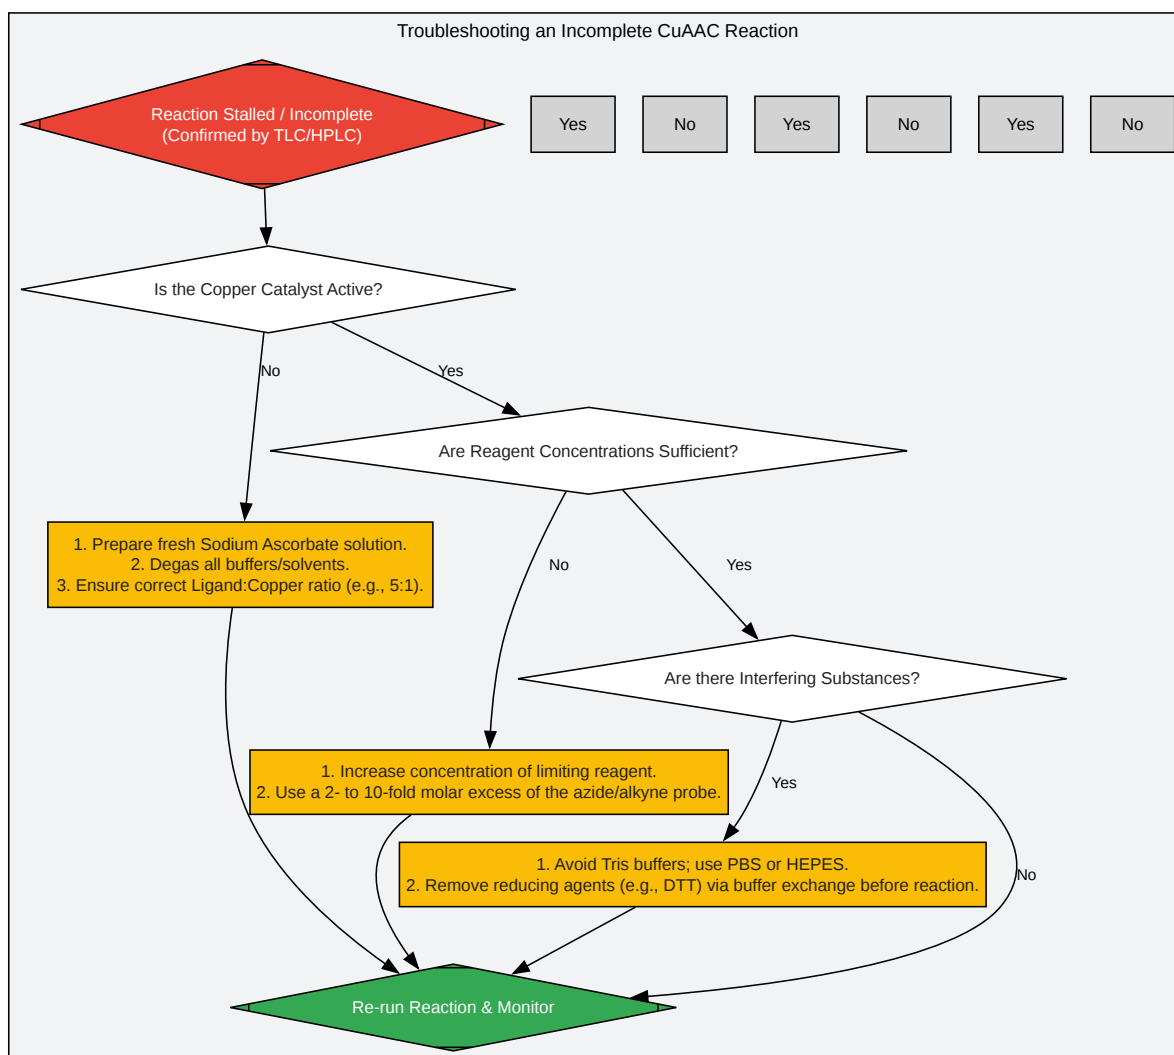 Troubleshooting an Incomplete CuAAC Reaction
Reaction Stalled / Incomplete
(Confirmed by TLC/HPLC)
Yes
No
Yes
No
Yes
No
Is the Copper Catalyst Active?
No
Yes
Are Reagent Concentrations Sufficient?
1. Prepare fresh Sodium Ascorbate solution.
2. Degas all buffers/solvents.
3. Ensure correct Ligand:Copper ratio (e.g., 5:1).
No
Yes
Are there Interfering Substances?
1. Increase concentration of limiting reagent.
2. Use a 2- to 10-fold molar excess of the azide/alkyne probe.
Yes
No
1. Avoid Tris buffers; use PBS or HEPES.
2. Remove reducing agents (e.g., DTT) via buffer exchange before reaction.
Re-run Reaction & Monitor